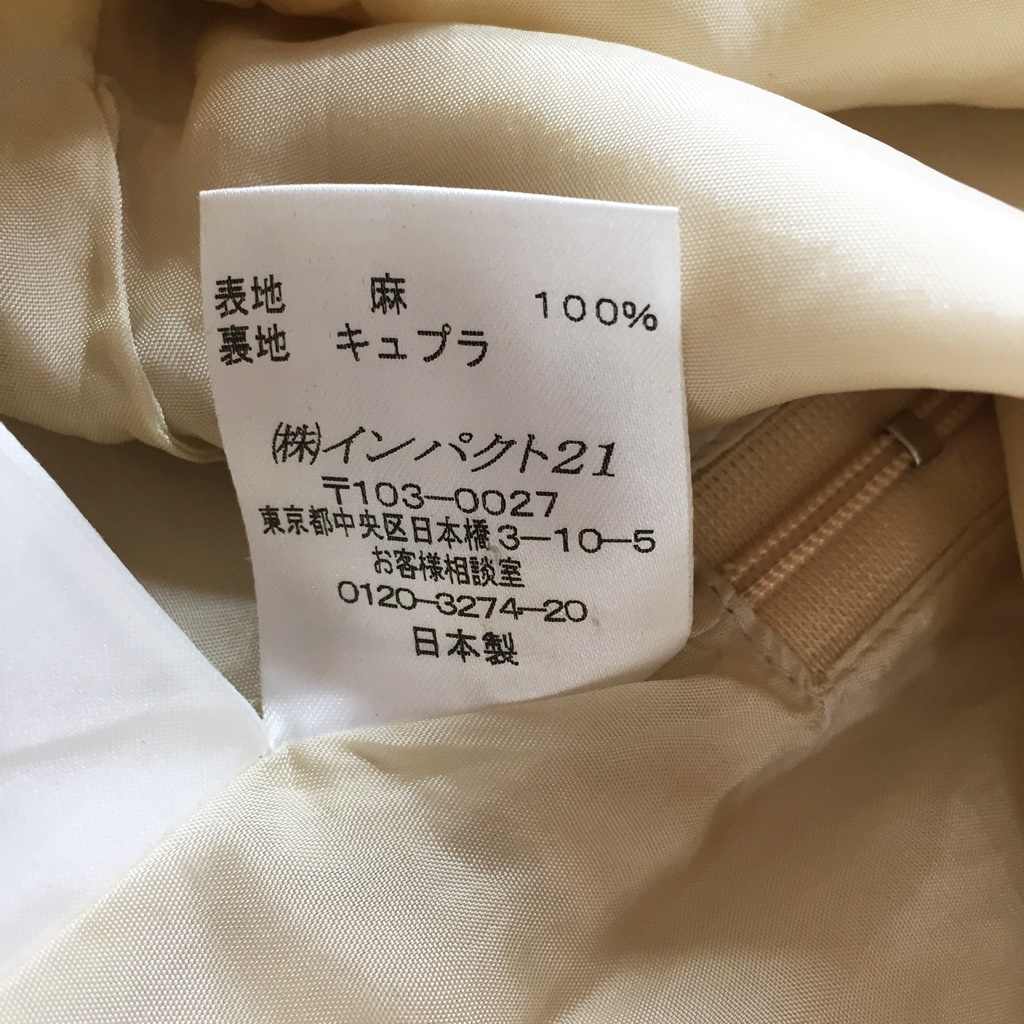 表地 麻 100%
裏地 キュプラ
㈱インパクト21
〒103-0027
東京都中央区日本橋3-10-5
お客様相談室
0120-3274-20
日本製